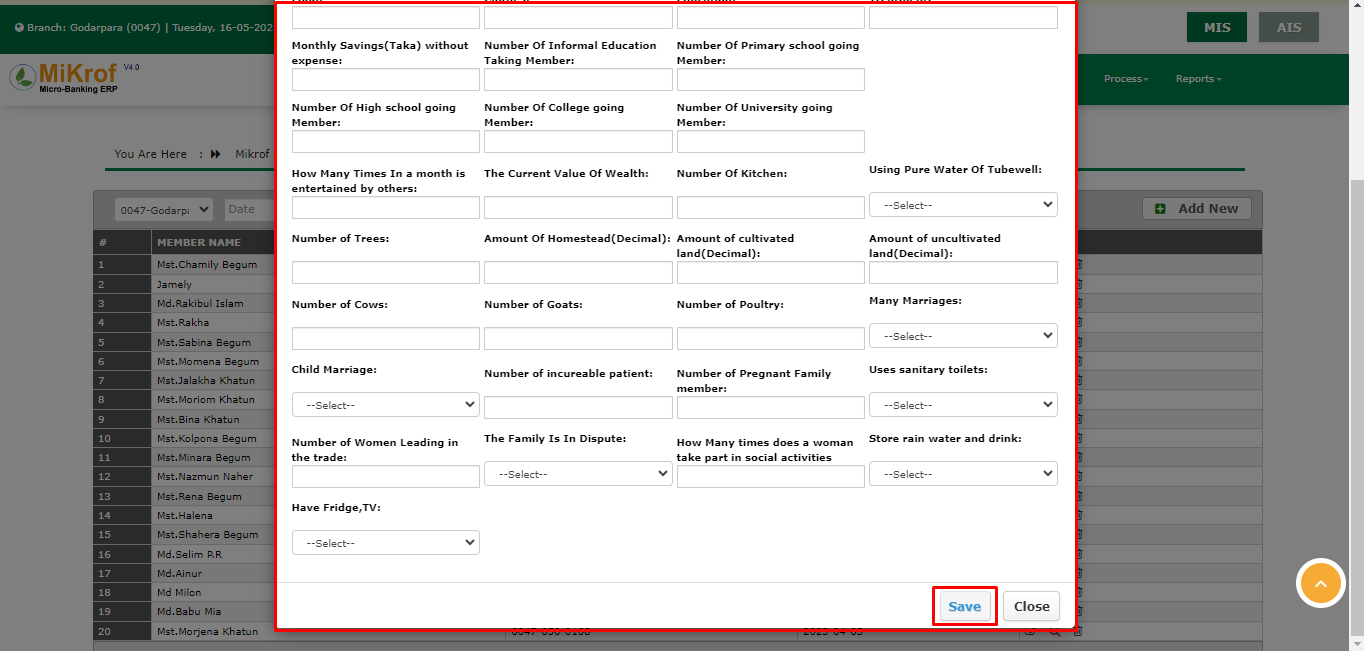 Branch: Godarpara (0047) | Tuesday, 16-05-202
MIS
AIS
MiKrof V4.0
Micro-Banking ERP
Process
Reports
You Are Here : Mikrof
0047-Godarpa
Date
Add New
# MEMBER NAME
1 Mst.Chamily Begum
2 Jamely
3 Md.Rakibul Islam
4 Mst.Rakha
5 Mst.Sabina Begum
6 Mst.Momena Begum
7 Mst.Jalakha Khatun
8 Mst.Moriom Khatun
9 Mst.Bina Khatun
10 Mst.Kolpona Begum
11 Mst.Minara Begum
12 Mst.Nazmun Naher
13 Mst.Rena Begum
14 Mst.Halena
15 Mst.Shahera Begum
16 Md.Selim P.R
17 Md.Ainur
18 Md Milon
19 Md.Babu Mia
20 Mst.Morjena Khatun
Monthly Savings(Taka) without
expense:
Number Of Informal Education
Taking Member:
Number Of Primary school going
Member:
Number Of High school going
Member:
Number Of College going
Member:
Number Of University going
Member:
How Many Times In a month is
entertained by others:
The Current Value Of Wealth:
Number Of Kitchen:
Using Pure Water Of Tubewell:
--Select--
Number of Trees:
Amount Of Homestead(Decimal):
Amount of cultivated
land(Decimal):
Amount of uncultivated
land(Decimal):
Number of Cows:
Number of Goats:
Number of Poultry:
Many Marriages:
--Select--
Child Marriage:
--Select--
Number of incureable patient:
Number of Pregnant Family
member:
Uses sanitary toilets:
--Select--
Number of Women Leading in
the trade:
The Family Is In Dispute:
--Select--
How Many times does a woman
take part in social activities
Store rain water and drink:
--Select--
Have Fridge,TV:
--Select--
Save
Close